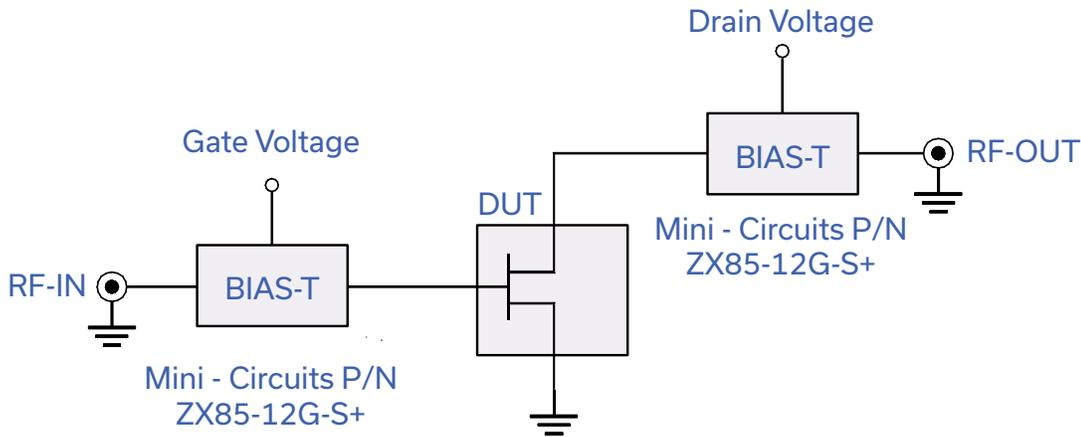 Drain Voltage
Gate Voltage
BIAS-T
RF-OUT
DUT
Mini - Circuits P/N
ZX85-12G-S+
RF-IN
BIAS-T
Mini - Circuits P/N
ZX85-12G-S+